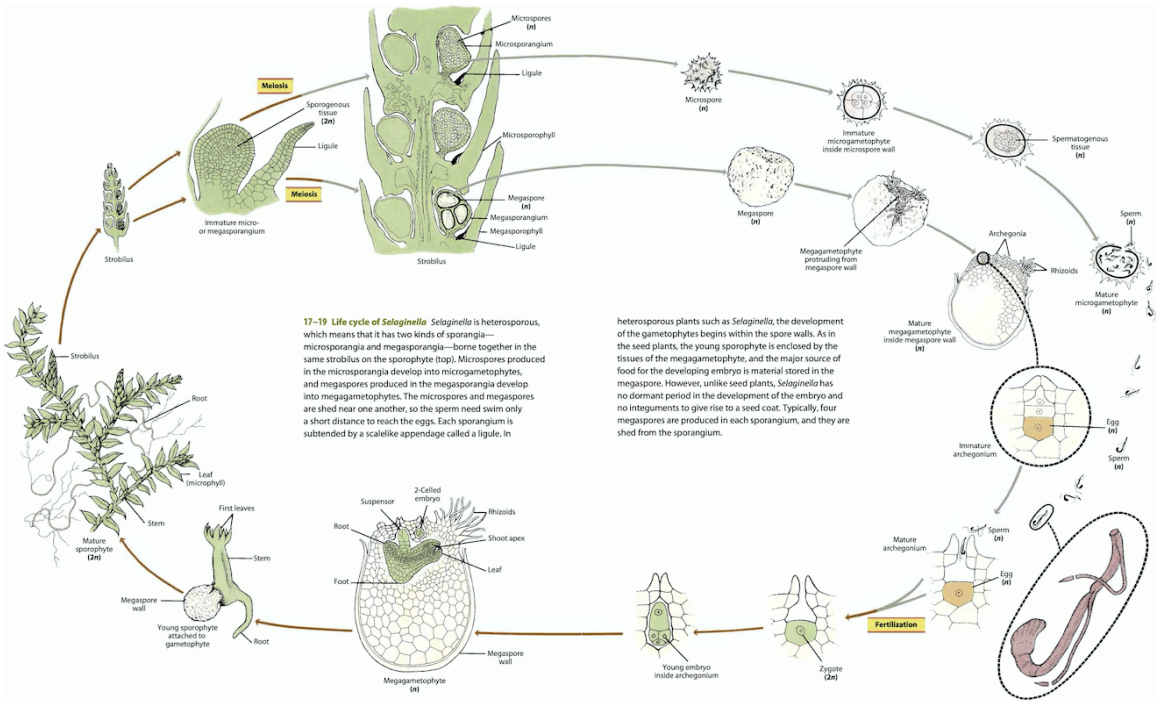 Microspores
(n)
Microsporangium
Ligule
Meiosis
Sporogenous
tissue
(2n)
Ligule
Microsporophyll
Meiosis
Immature micro-
or megasporangium
Megaspore
(n)
Megasporangium
Megasporophyll
Ligule
Strobilus
Strobilus
Microspore
(n)
Immature
microgametophyte
inside microspore wall
Spermatogenous
tissue
(n)
Megaspore
(n)
Megagametophyte
protruding from
megaspore wall
Archegonia
Rhizoids
Sperm
(n)
Mature
microgametophyte
(n)
Mature
megagametophyte
inside megaspore wall
(n)
17–19 Life cycle of Selaginella Selaginella is heterosporous,
which means that it has two kinds of sporangia—
microsporangia and megasporangia—borne together in the
same strobilus on the sporophyte (top). Microspores produced
in the microsporangia develop into microgametophytes,
and megaspores produced in the megasporangia develop
into megagametophytes. The microspores and megaspores
are shed near one another, so the sperm need swim only
a short distance to reach the eggs. Each sporangium is
subtended by a scalelike appendage called a ligule. In
heterosporous plants such as Selaginella, the development
of the gametophytes begins within the spore walls. As in
the seed plants, the young sporophyte is enclosed by the
tissues of the megagametophyte, and the major source of
food for the developing embryo is material stored in the
megaspore. However, unlike seed plants, Selaginella has
no dormant period in the development of the embryo and
no integuments to give rise to a seed coat. Typically, four
megaspores are produced in each sporangium, and they are
shed from the sporangium.
Strobilus
Root
Leaf
(microphyll)
Stem
Mature
sporophyte
(2n)
Egg
(n)
Immature
archegonium
Sperm
(n)
First leaves
Stem
Megaspore
wall
Young sporophyte
attached to
gametophyte
Root
Suspensor
2-Celled
embryo
Rhizoids
Root
Shoot apex
Leaf
Foot
Megaspore
wall
Megagametophyte
(n)
Young embryo
inside archegonium
Zygote
(2n)
Fertilization
Mature
archegonium
Sperm
(n)
Egg
(n)